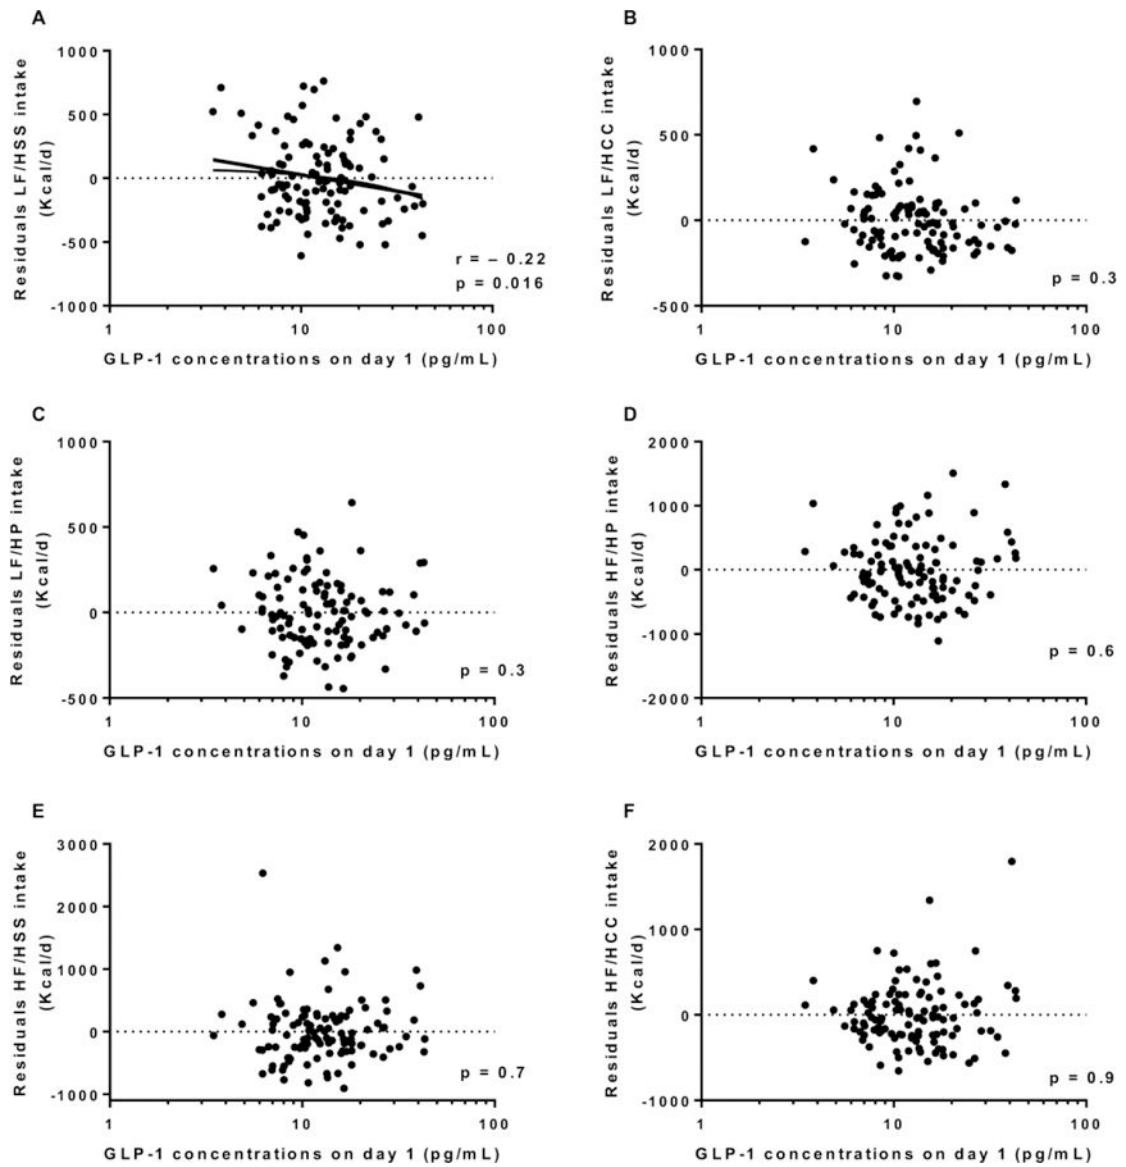 A
Residuals LF/HSS intake
(Kcal/d)
1000
500
0
-500
-1000
r = – 0.22
p = 0.016
1
10
100
GLP-1 concentrations on day 1 (pg/mL)
B
Residuals LF/HCC intake
(Kcal/d)
1000
500
0
-500
p = 0.3
1
10
100
GLP-1 concentrations on day 1 (pg/mL)
C
Residuals LF/HP intake
(Kcal/d)
1000
500
0
-500
p = 0.3
1
10
100
GLP-1 concentrations on day 1 (pg/mL)
D
Residuals HF/HP intake
(Kcal/d)
2000
1000
0
-1000
-2000
p = 0.6
1
10
100
GLP-1 concentrations on day 1 (pg/mL)
E
Residuals HF/HSS intake
(Kcal/d)
3000
2000
1000
0
-1000
p = 0.7
1
10
100
GLP-1 concentrations on day 1 (pg/mL)
F
Residuals HF/HCC intake
(Kcal/d)
2000
1000
0
-1000
p = 0.9
1
10
100
GLP-1 concentrations on day 1 (pg/mL)